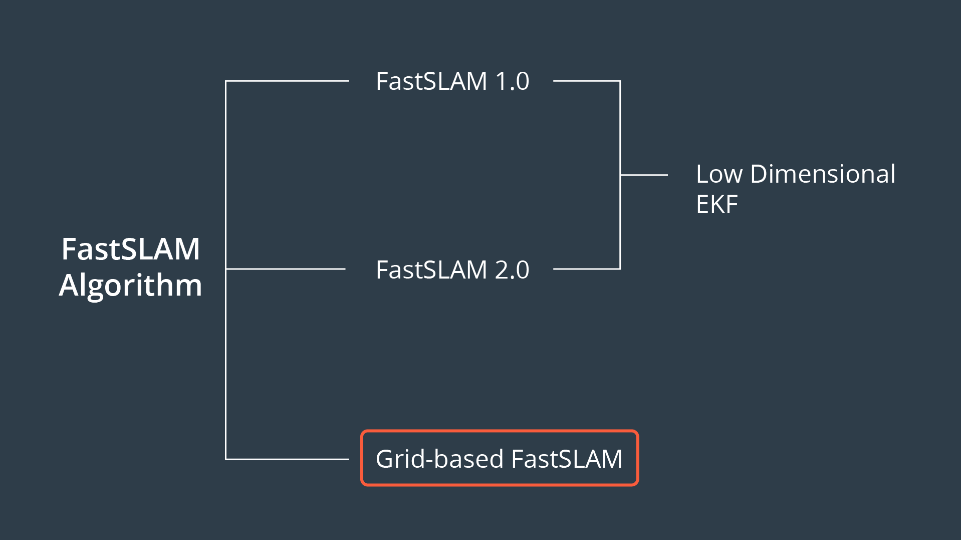 FastSLAM 1.0
Low Dimensional
EKF
FastSLAM
Algorithm
FastSLAM 2.0
Grid-based FastSLAM